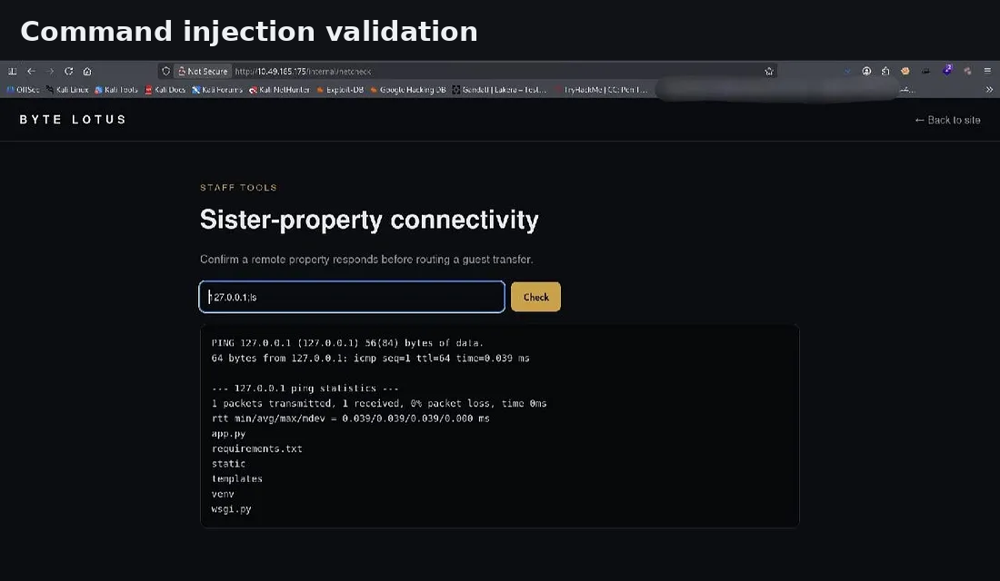 Command injection validation
Not Secure http://10.49.165.175/internal/netcheck
OffSec Kali Linux Kali Tools Kali Docs Kali Forums Kali NetHunter Exploit-DB Google Hacking DB Gandalf | Lakera – Test... TryHackMe | CC: Pen T...
BYTE LOTUS
← Back to site
STAFF TOOLS
Sister-property connectivity
Confirm a remote property responds before routing a guest transfer.
127.0.0.1;ls
Check
PING 127.0.0.1 (127.0.0.1) 56(84) bytes of data.
64 bytes from 127.0.0.1: icmp_seq=1 ttl=64 time=0.039 ms
--- 127.0.0.1 ping statistics ---
1 packets transmitted, 1 received, 0% packet loss, time 0ms
rtt min/avg/max/mdev = 0.039/0.039/0.039/0.000 ms
app.py
requirements.txt
static
templates
venv
wsgi.py